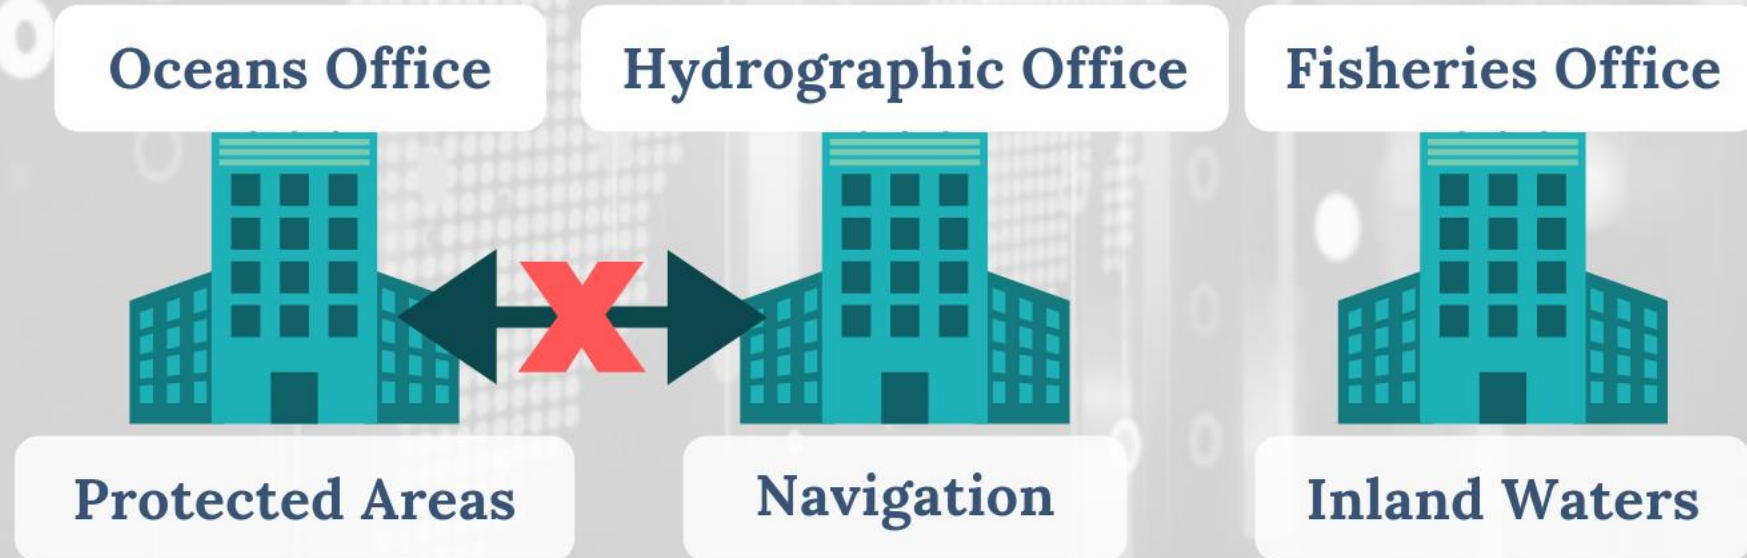 Oceans Office
Hydrographic Office
Fisheries Office
Protected Areas
Navigation
Inland Waters